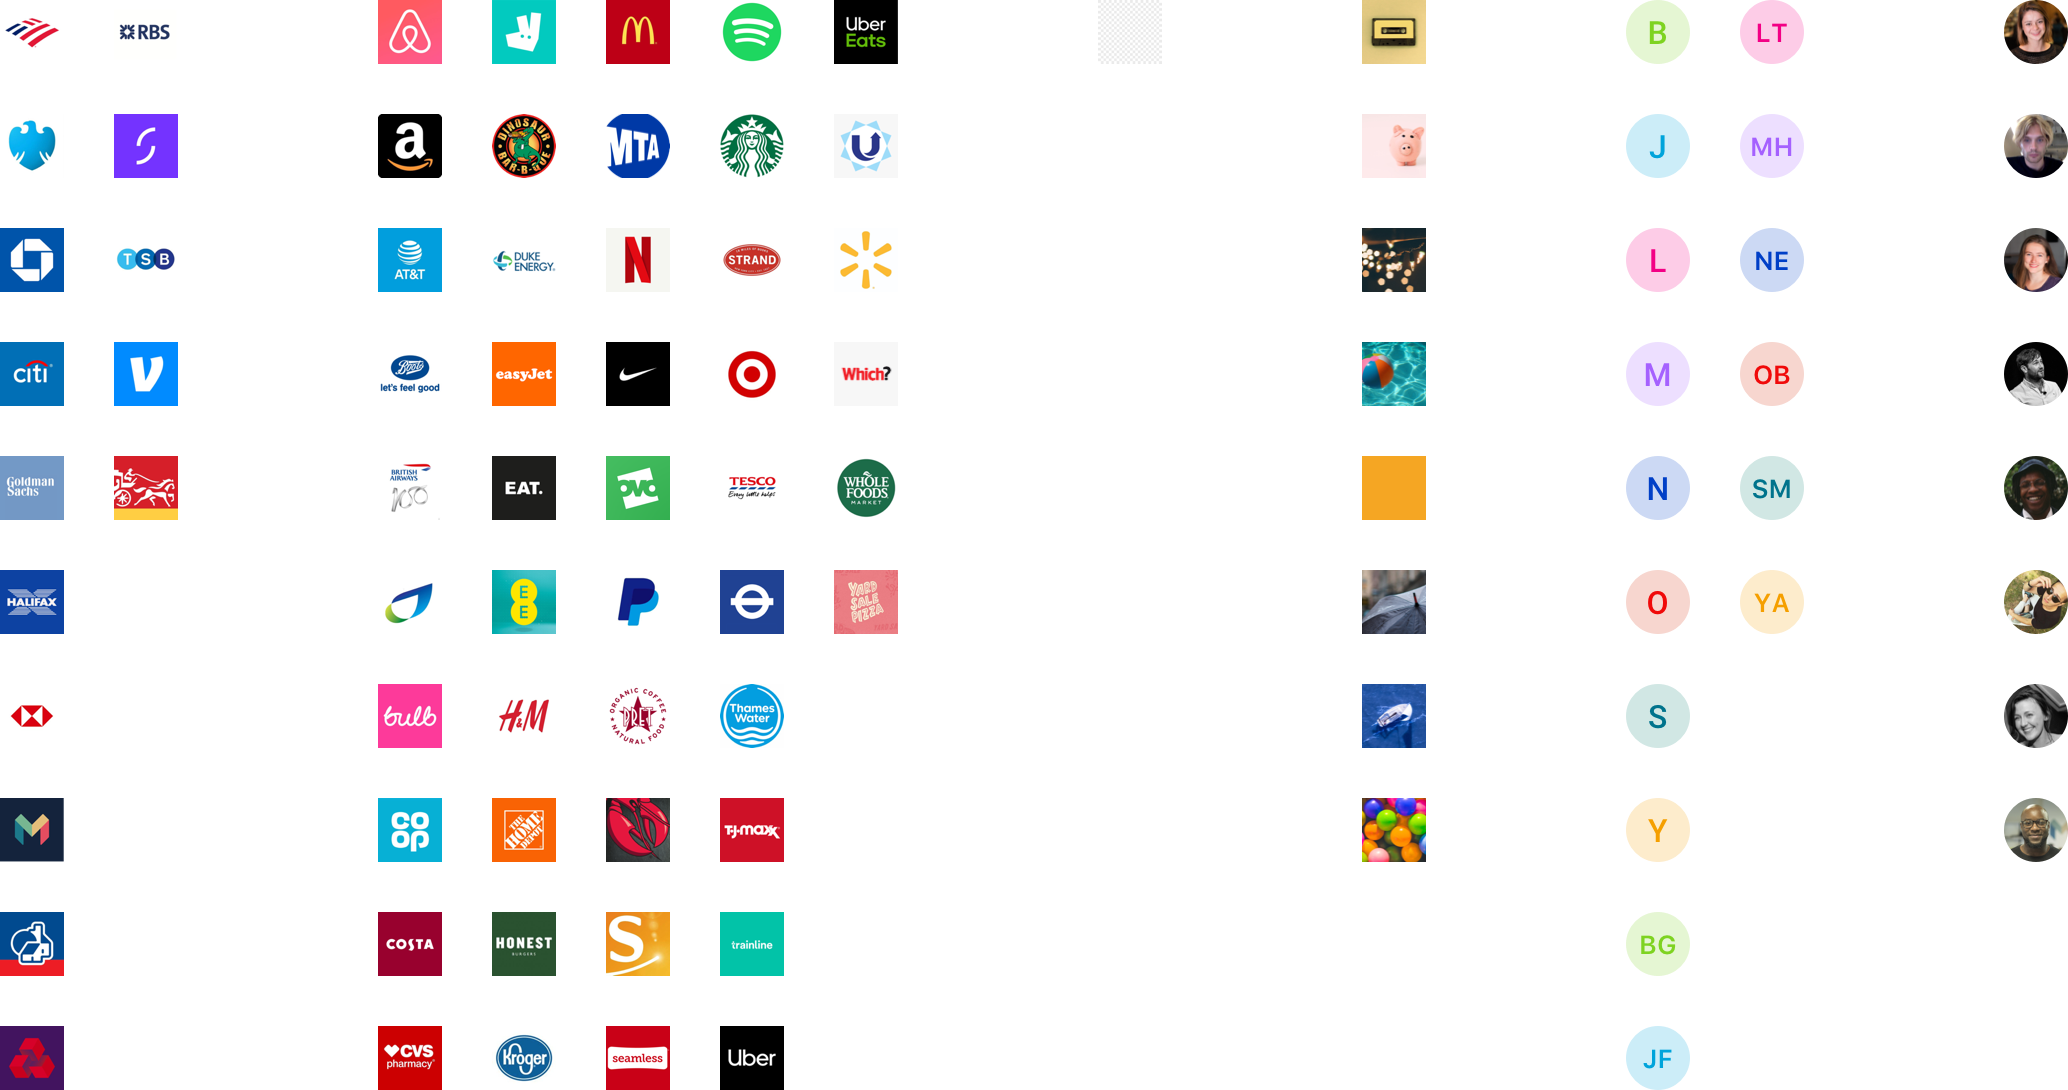 RBS
TSB
citi
Goldman
Sachs
HALIFAX
Uber
Eats
a
DINOSAUR
BAR-B-QUE
MTA
AT&T
DUKE
ENERGY
N
STRAND
Boots
let's feel good
easyJet
Which?
BRITISH
AIRWAYS
100
EAT.
ovo
TESCO
Every little helps
WHOLE
FOODS
MARKET
E
E
YARD
SALE
PIZZA
bulb
H&M
ORGANIC COFFEE
PRET
NATURAL FOOD
Thames
Water
CO
OP
THE
HOME
DEPOT
T·J·maxx
COSTA
HONEST
BURGERS
S
trainline
CVS
pharmacy
Kroger
seamless
Uber
B
LT
J
MH
L
NE
M
OB
N
SM
O
YA
S
Y
BG
JF